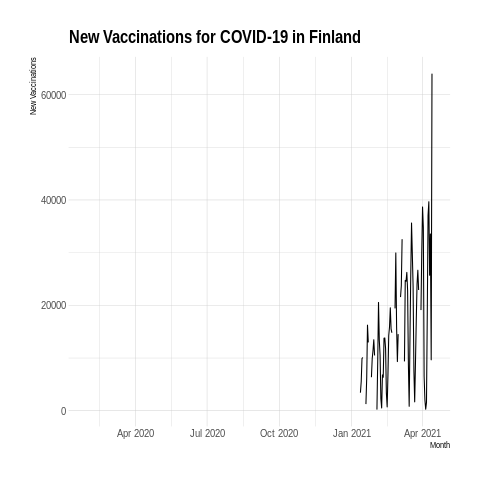 New Vaccinations for COVID-19 in Finland
New Vaccinations
60000
40000
20000
0
Apr 2020 Jul 2020 Oct 2020 Jan 2021 Apr 2021
Month